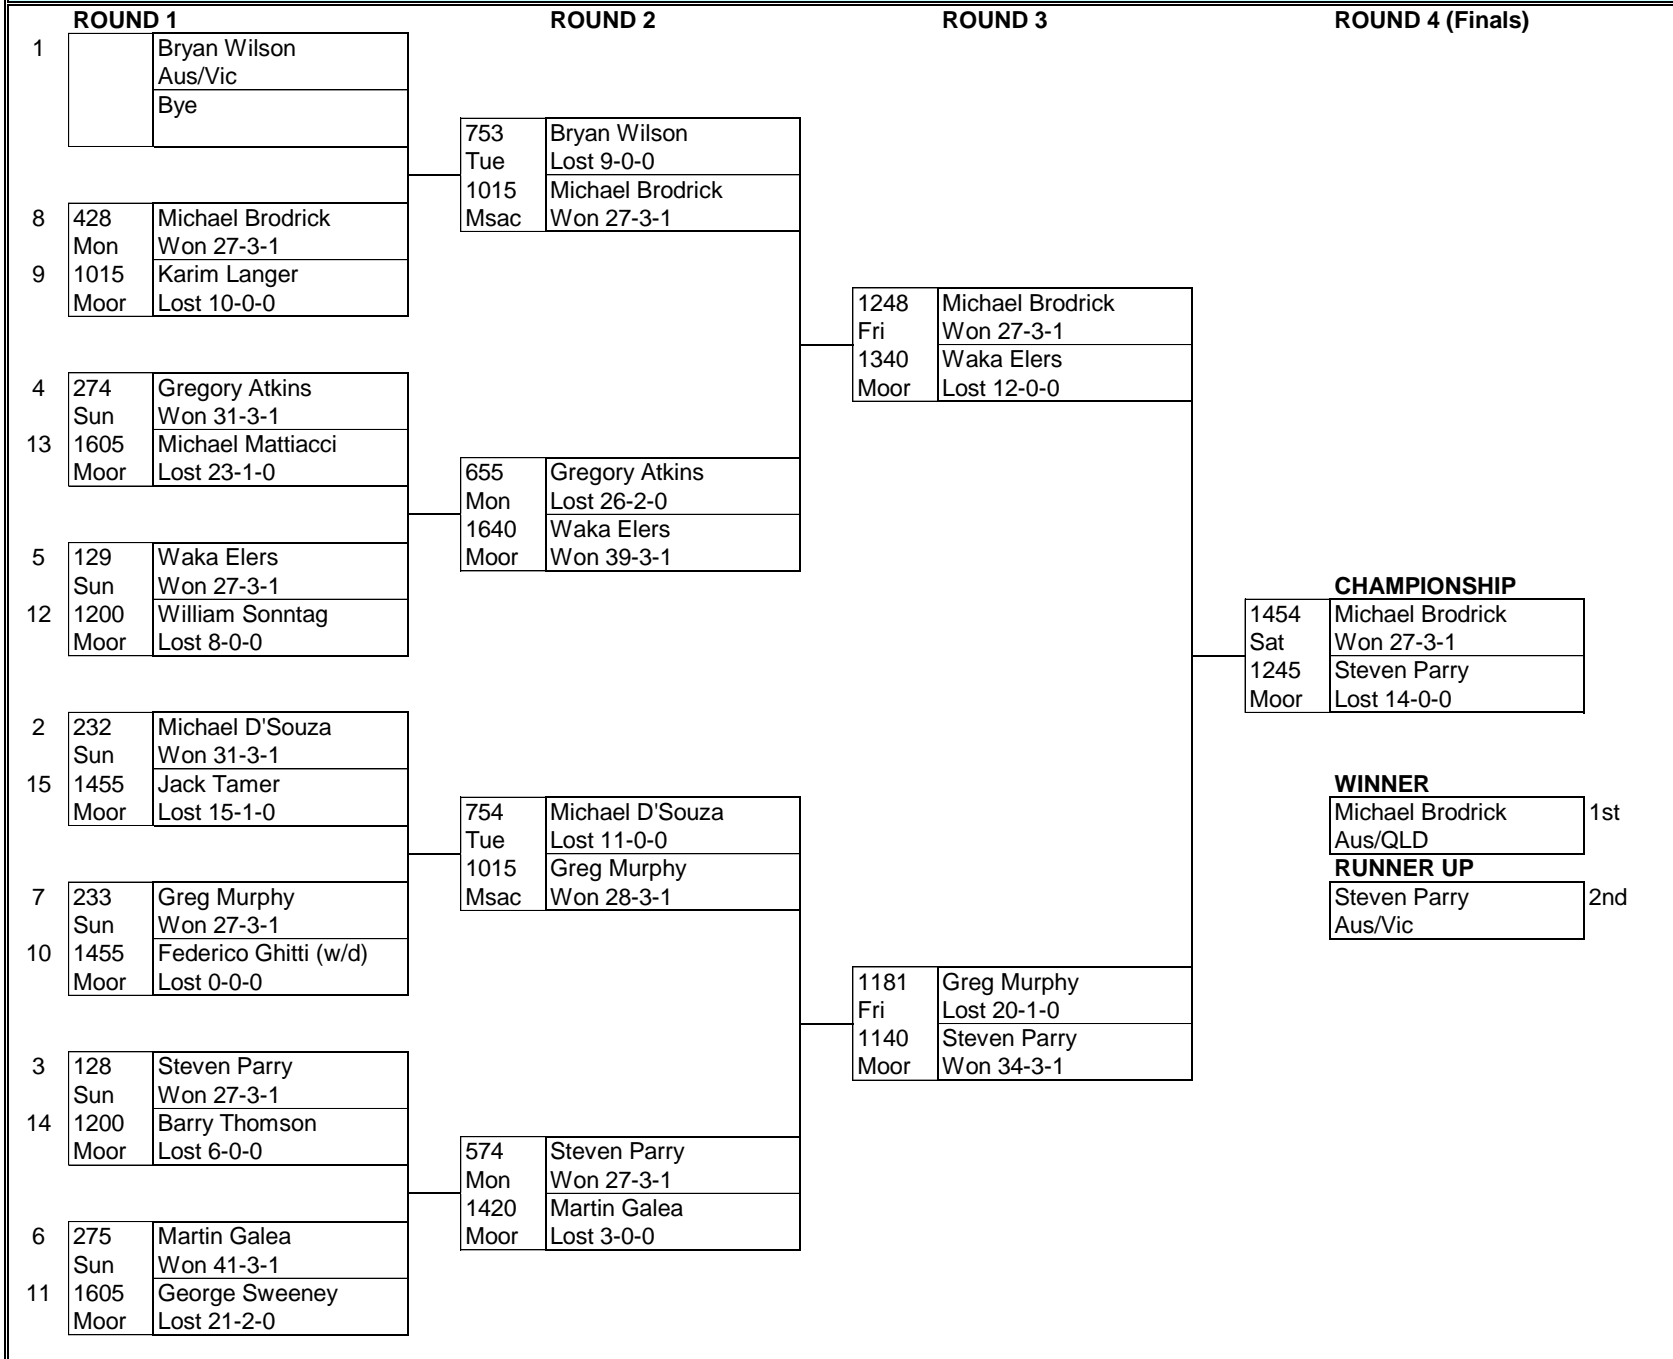 ROUND 1 ROUND 2 ROUND 3 ROUND 4 (Finals)
1 Bryan Wilson
Aus/Vic
Bye
8 428 Michael Brodrick
Mon Won 27-3-1
9 1015 Karim Langer
Moor Lost 10-0-0
4 274 Gregory Atkins
Sun Won 31-3-1
13 1605 Michael Mattiacci
Moor Lost 23-1-0
5 129 Waka Elers
Sun Won 27-3-1
12 1200 William Sonntag
Moor Lost 8-0-0
2 232 Michael D'Souza
Sun Won 31-3-1
15 1455 Jack Tamer
Moor Lost 15-1-0
7 233 Greg Murphy
Sun Won 27-3-1
10 1455 Federico Ghitti (w/d)
Moor Lost 0-0-0
3 128 Steven Parry
Sun Won 27-3-1
14 1200 Barry Thomson
Moor Lost 6-0-0
6 275 Martin Galea
Sun Won 41-3-1
11 1605 George Sweeney
Moor Lost 21-2-0
753 Bryan Wilson
Tue Lost 9-0-0
1015 Michael Brodrick
Msac Won 27-3-1
655 Gregory Atkins
Mon Lost 26-2-0
1640 Waka Elers
Moor Won 39-3-1
754 Michael D'Souza
Tue Lost 11-0-0
1015 Greg Murphy
Msac Won 28-3-1
574 Steven Parry
Mon Won 27-3-1
1420 Martin Galea
Moor Lost 3-0-0
1248 Michael Brodrick
Fri Won 27-3-1
1340 Waka Elers
Moor Lost 12-0-0
1181 Greg Murphy
Fri Lost 20-1-0
1140 Steven Parry
Moor Won 34-3-1
CHAMPIONSHIP
1454 Michael Brodrick
Sat Won 27-3-1
1245 Steven Parry
Moor Lost 14-0-0
WINNER
Michael Brodrick 1st
Aus/QLD
RUNNER UP
Steven Parry 2nd
Aus/Vic